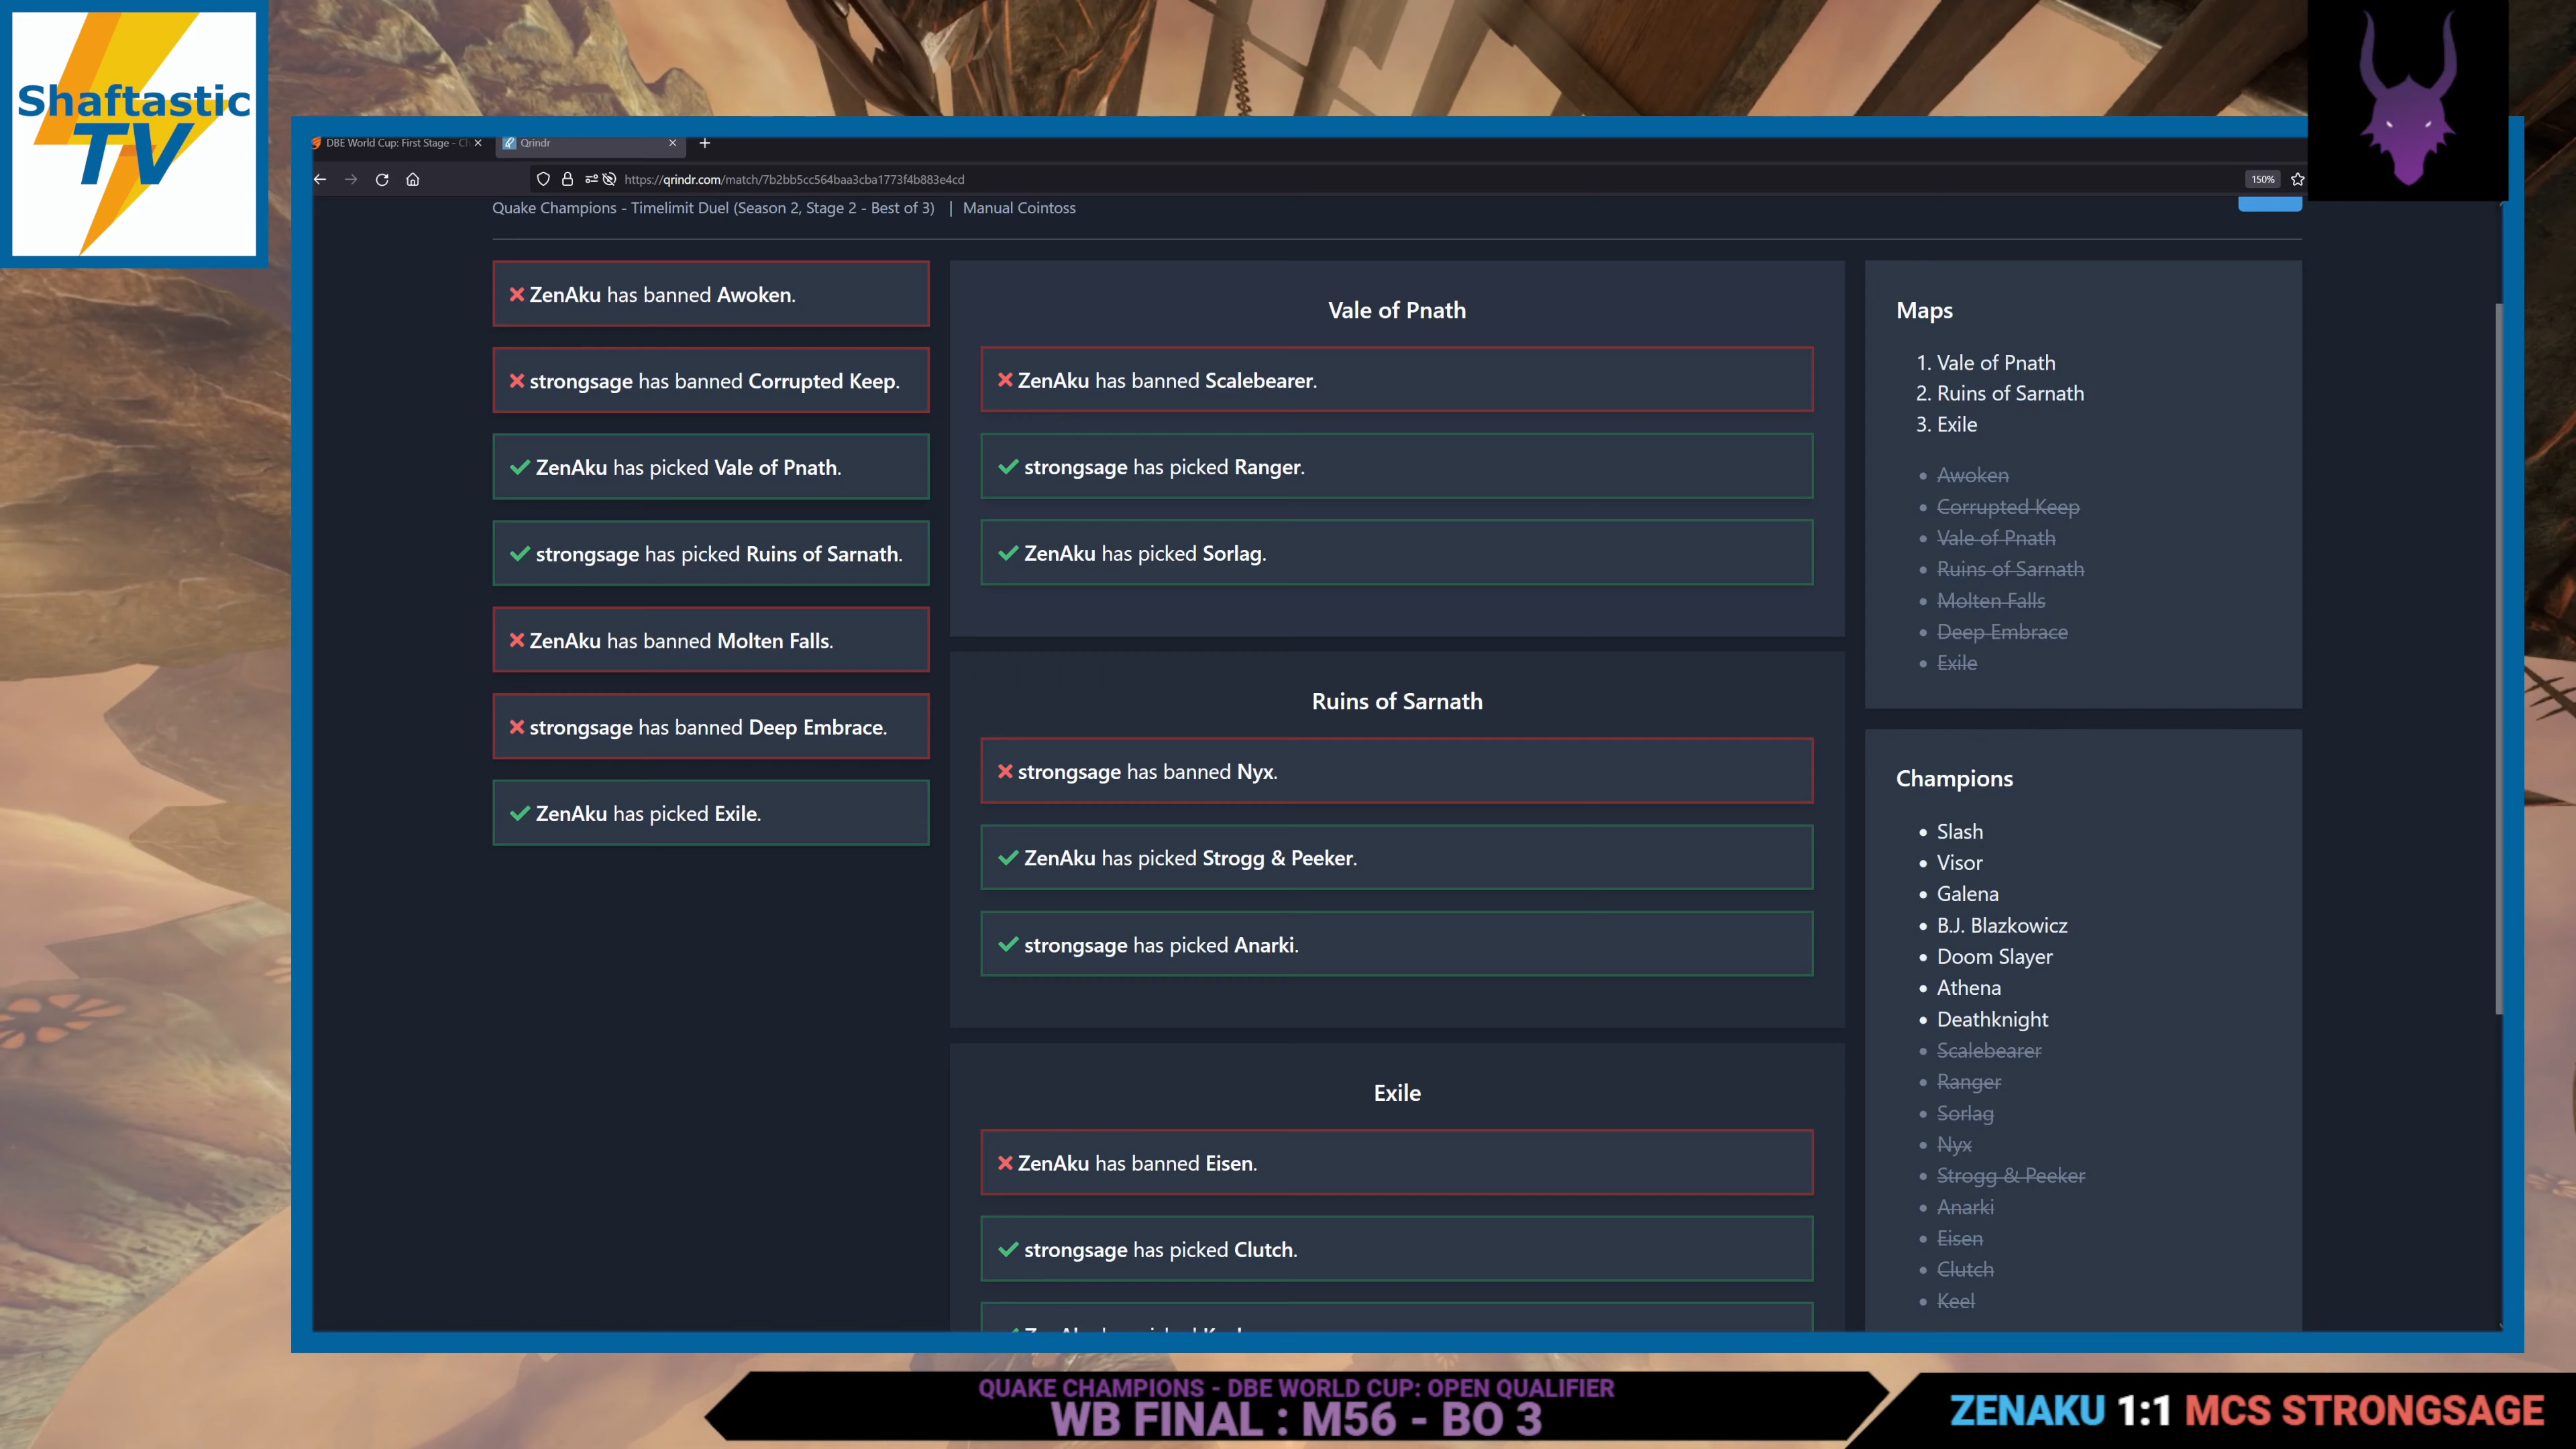 Shaftastic
TV
DBE World Cup: First Stage - Ch
Qrindr
https://qrindr.com/match/7b2bb5cc564baa3cba1773f4b883e4cd
150%
Quake Champions - Timelimit Duel (Season 2, Stage 2 - Best of 3) | Manual Cointoss
ZenAku has banned Awoken.
strongsage has banned Corrupted Keep.
ZenAku has picked Vale of Pnath.
strongsage has picked Ruins of Sarnath.
ZenAku has banned Molten Falls.
strongsage has banned Deep Embrace.
ZenAku has picked Exile.
Vale of Pnath
ZenAku has banned Scalebearer.
strongsage has picked Ranger.
ZenAku has picked Sorlag.
Ruins of Sarnath
strongsage has banned Nyx.
ZenAku has picked Strogg & Peeker.
strongsage has picked Anarki.
Exile
ZenAku has banned Eisen.
strongsage has picked Clutch.
Maps
1. Vale of Pnath
2. Ruins of Sarnath
3. Exile
Awoken
Corrupted Keep
Vale of Pnath
Ruins of Sarnath
Molten Falls
Deep Embrace
Exile
Champions
Slash
Visor
Galena
B.J. Blazkowicz
Doom Slayer
Athena
Deathknight
Scalebearer
Ranger
Sorlag
Nyx
Strogg & Peeker
Anarki
Eisen
Clutch
Keel
QUAKE CHAMPIONS - DBE WORLD CUP: OPEN QUALIFIER
WB FINAL : M56 - BO 3
ZENAKU 1:1 MCS STRONGSAGE